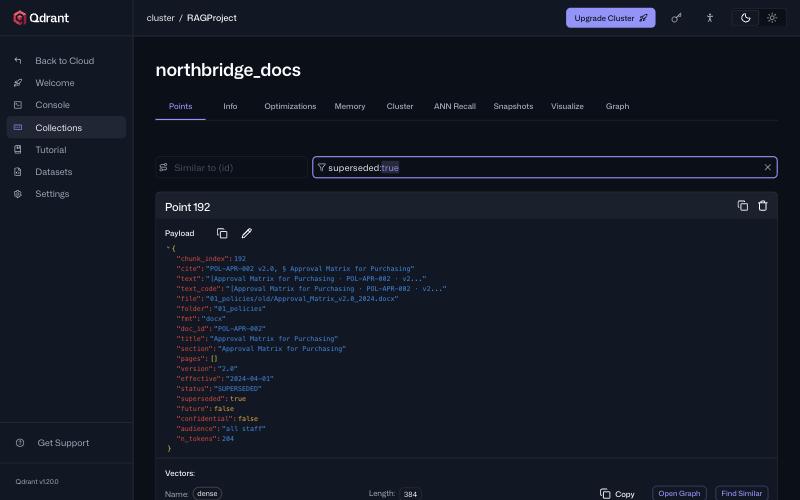 Qdrant
cluster / RAGProject
Upgrade Cluster
Back to Cloud
Welcome
Console
Collections
Tutorial
Datasets
Settings
Get Support
Qdrant v1.20.0
northbridge_docs
Points Info Optimizations Memory Cluster ANN Recall Snapshots Visualize Graph
Similar to (id)
superseded:true
Point 192
Payload
{
"chunk_index":192
"cite":"POL-APR-002 v2.0, § Approval Matrix for Purchasing"
"text":"[Approval Matrix for Purchasing · POL-APR-002 · v2..."
"text_code":"[Approval Matrix for Purchasing · POL-APR-002 · v2..."
"file":"01_policies/old/Approval_Matrix_v2.0_2024.docx"
"folder":"01_policies"
"fmt":"docx"
"doc_id":"POL-APR-002"
"title":"Approval Matrix for Purchasing"
"section":"Approval Matrix for Purchasing"
"pages":[]
"version":"2.0"
"effective":"2024-04-01"
"status":"SUPERSEDED"
"superseded":true
"future":false
"confidential":false
"audience":"all staff"
"n_tokens":204
}
Vectors:
Name: dense Length: 384 Copy Open Graph Find Similar